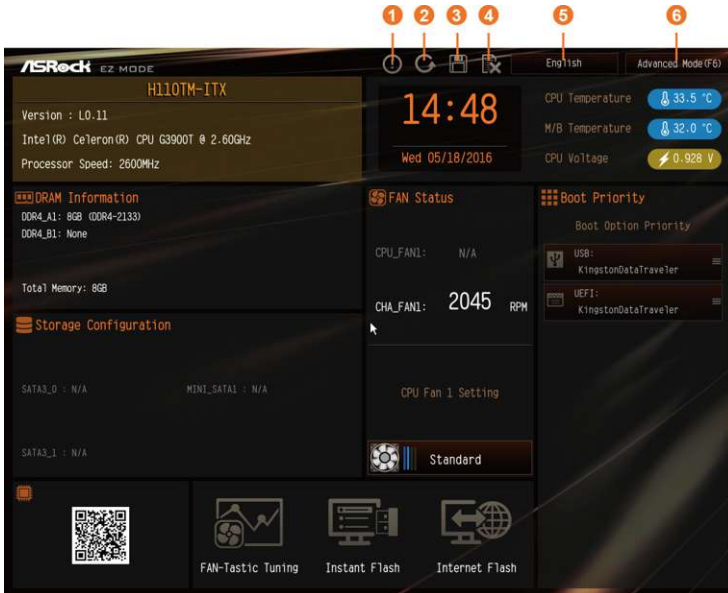 1 2 3 4 5 6
ASRock EZ MODE
English
Advanced Mode(F6)
H110TM-ITX
Version : L0.11
Intel(R) Celeron(R) CPU G3900T @ 2.60GHz
Processor Speed: 2600MHz
14:48
Wed 05/18/2016
CPU Temperature 33.5 °C
M/B Temperature 32.0 °C
CPU Voltage 0.928 V
DRAM Information
DDR4_A1: 8GB (DDR4-2133)
DDR4_B1: None
Total Memory: 8GB
Storage Configuration
SATA3_0 : N/A MINI_SATA1 : N/A
SATA3_1 : N/A
FAN Status
CPU_FAN1: N/A
CHA_FAN1: 2045 RPM
CPU Fan 1 Setting
Standard
Boot Priority
Boot Option Priority
USB:
KingstonDataTraveler
UEFI:
KingstonDataTraveler
FAN-Tastic Tuning
Instant Flash
Internet Flash